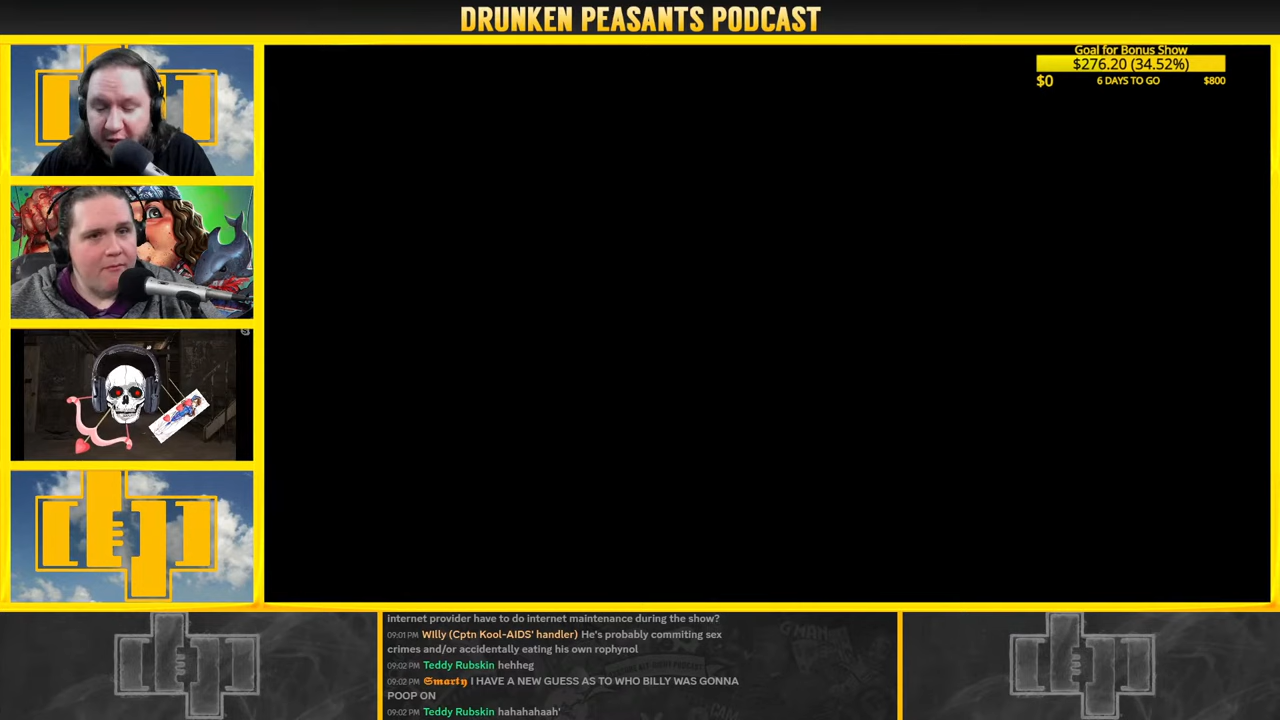 DRUNKEN PEASANTS PODCAST
Goal for Bonus Show
$276.20 (34.52%)
$0 6 DAYS TO GO $800
internet provider have to do internet maintenance during the show?
09:01 PM WIlly (Cptn Kool-AIDS' handler) He's probably commiting sex
crimes and/or accidentally eating his own rophynol
09:02 PM Teddy Rubskin hehheg
09:02 PM Smarty I HAVE A NEW GUESS AS TO WHO BILLY WAS GONNA
POOP ON
09:02 PM Teddy Rubskin hahahahaah'